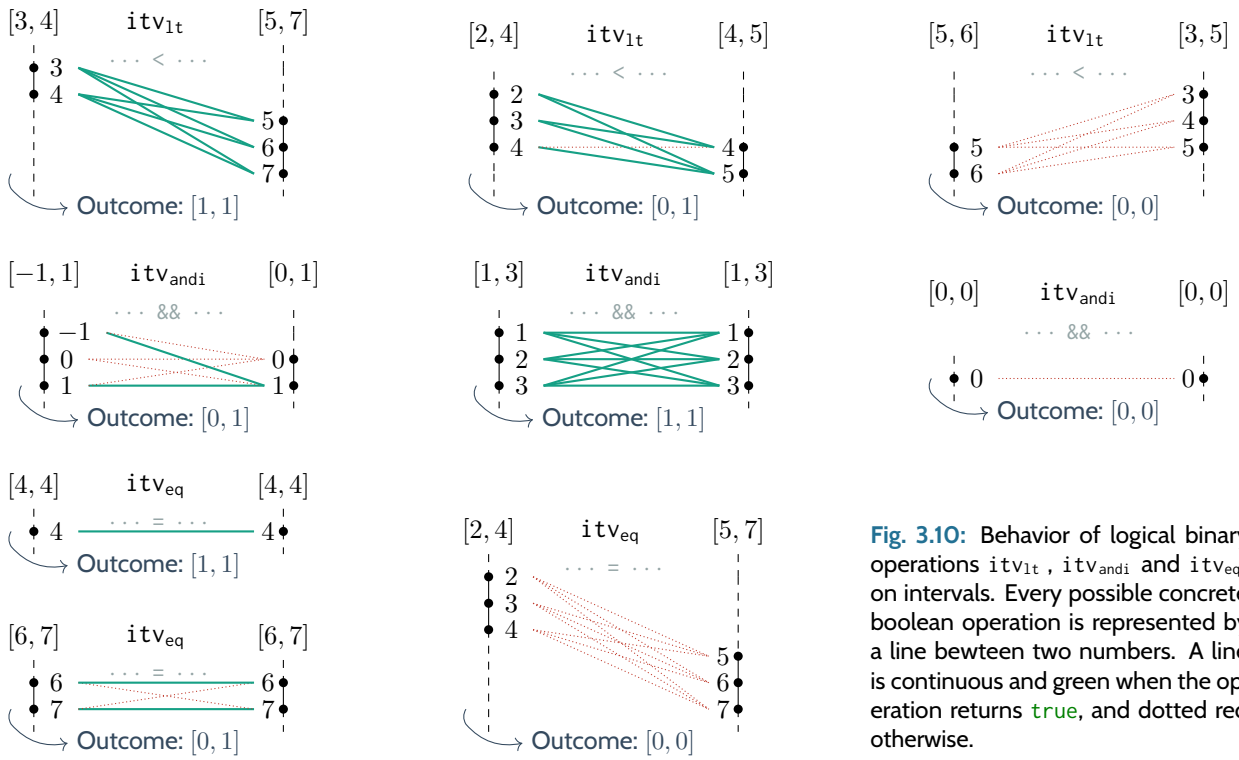 [3, 4] itv_lt [5, 7]
··· < ···
3
4
5
6
7
Outcome: [1, 1]
[2, 4] itv_lt [4, 5]
··· < ···
2
3
4
4
5
Outcome: [0, 1]
[5, 6] itv_lt [3, 5]
··· < ···
3
4
5 5
6
Outcome: [0, 0]
[−1, 1] itv_andi [0, 1]
··· && ···
−1
0 0
1 1
Outcome: [0, 1]
[1, 3] itv_andi [1, 3]
··· && ···
1 1
2 2
3 3
Outcome: [1, 1]
[0, 0] itv_andi [0, 0]
··· && ···
0 0
Outcome: [0, 0]
[4, 4] itv_eq [4, 4]
··· = ···
4 4
Outcome: [1, 1]
[6, 7] itv_eq [6, 7]
··· = ···
6 6
7 7
Outcome: [0, 1]
[2, 4] itv_eq [5, 7]
··· = ···
2
3
4
5
6
7
Outcome: [0, 0]
Fig. 3.10: Behavior of logical binary
operations itv_lt , itv_andi and itv_eq
on intervals. Every possible concrete
boolean operation is represented by
a line bewteen two numbers. A line
is continuous and green when the op-
eration returns true, and dotted red
otherwise.